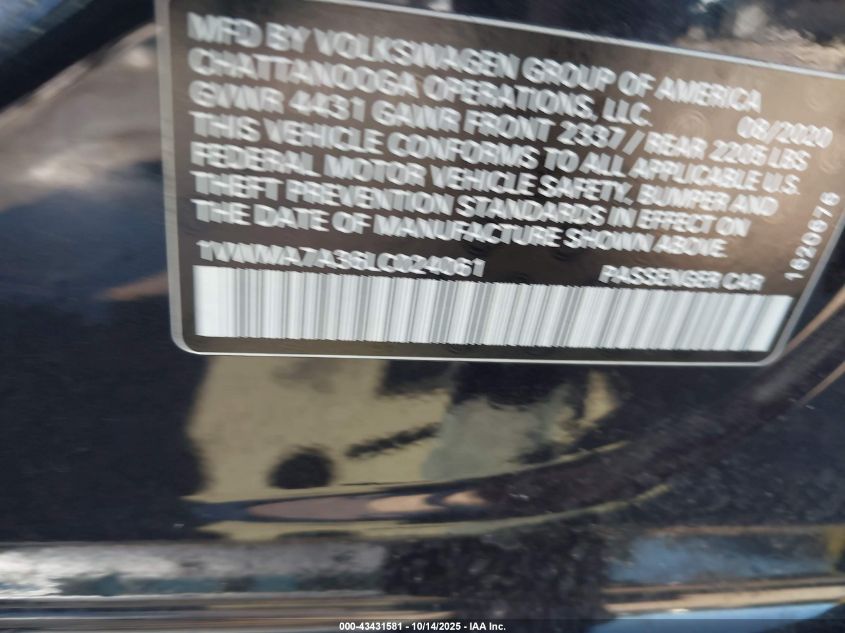 MFD BY VOLKSWAGEN GROUP OF AMERICA
CHATTANOOGA OPERATIONS, LLC. 08/2020
GVWR 4431 GAWR FRONT 2337 / REAR 2205 LBS
THIS VEHICLE CONFORMS TO ALL APPLICABLE U.S.
FEDERAL MOTOR VEHICLE SAFETY, BUMPER AND
THEFT PREVENTION STANDARDS IN EFFECT ON
THE DATE OF MANUFACTURE SHOWN ABOVE.
1VWMA7A36LC024061 PASSENGER CAR
1620676
000-43431581 - 10/14/2025 - IAA Inc.